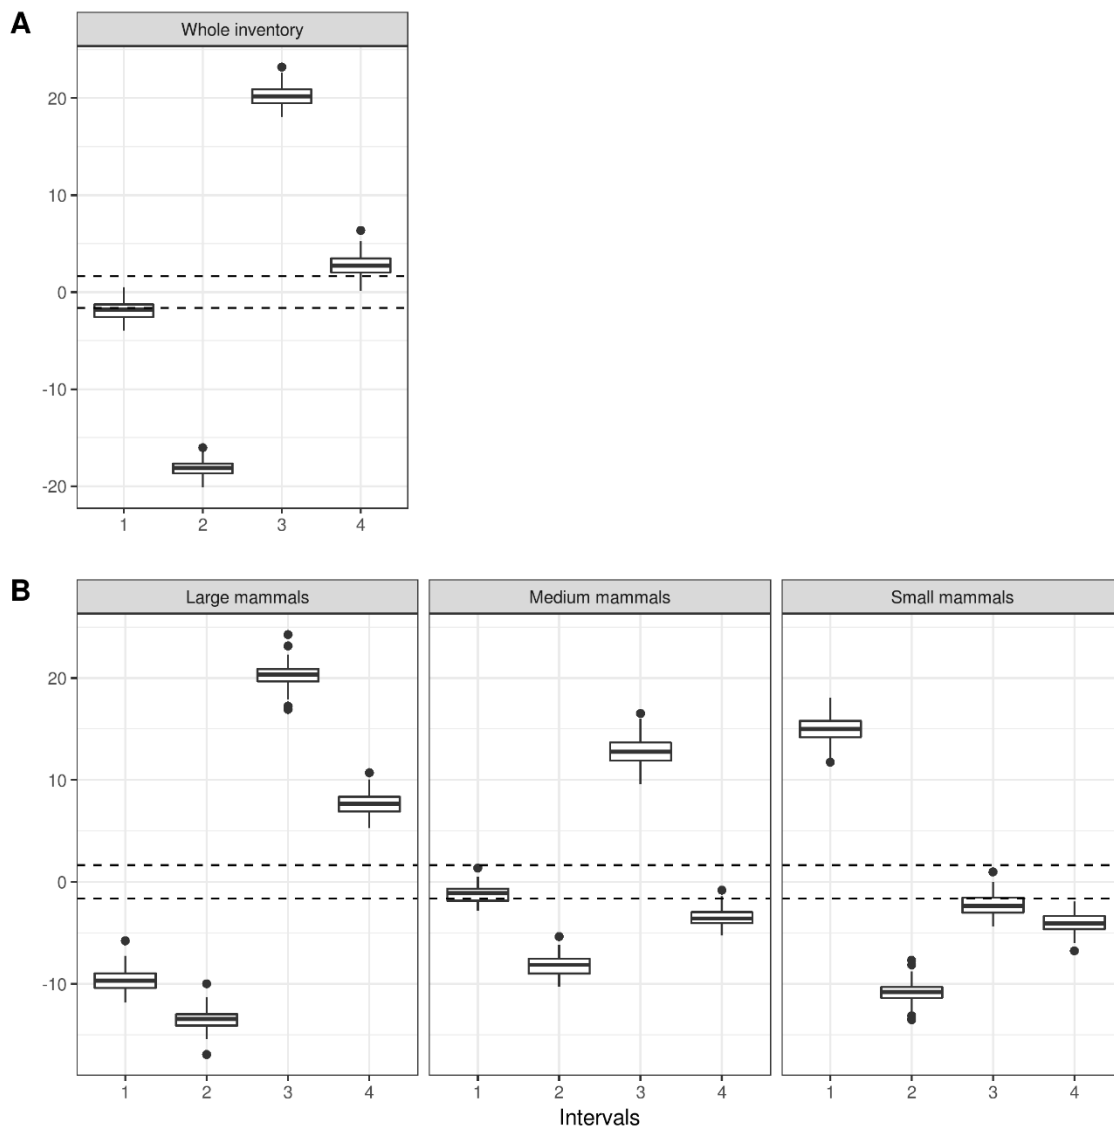 A
Whole inventory
20
10
0
-10
-20
1 2 3 4
B
Large mammals Medium mammals Small mammals
20
10
0
-10
1 2 3 4 1 2 3 4 1 2 3 4
Intervals